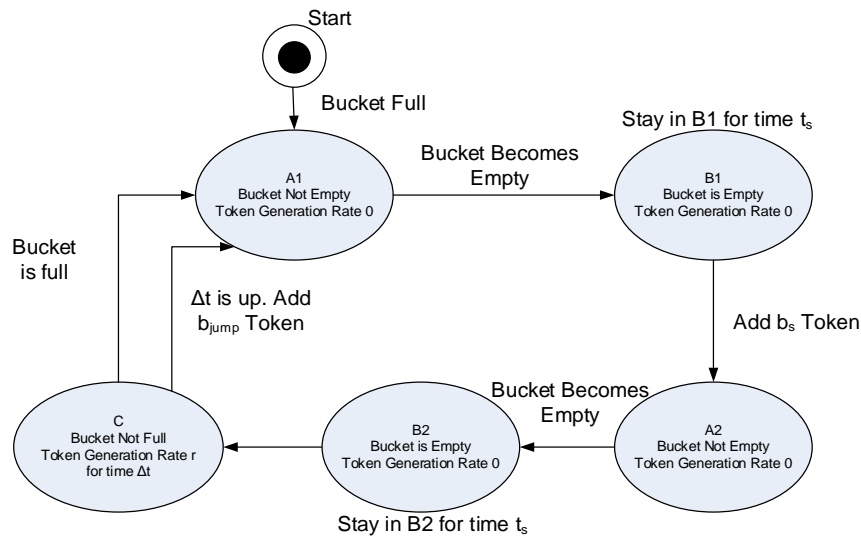 Start
Bucket Full
Stay in B1 for time tₛ
A1
Bucket Not Empty
Token Generation Rate 0
Bucket Becomes
Empty
B1
Bucket is Empty
Token Generation Rate 0
Bucket
is full
Δt is up. Add
bⱼᵤₘₚ Token
Add bₛ Token
Bucket Becomes
Empty
C
Bucket Not Full
Token Generation Rate r
for time Δt
B2
Bucket is Empty
Token Generation Rate 0
A2
Bucket Not Empty
Token Generation Rate 0
Stay in B2 for time tₛ